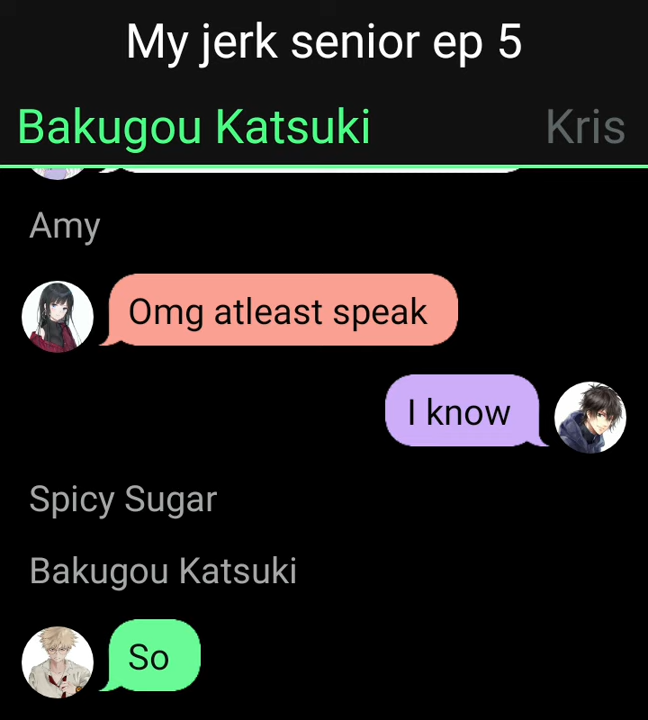 My jerk senior ep 5
Bakugou Katsuki Kris
Amy
Omg atleast speak
I know
Spicy Sugar
Bakugou Katsuki
So